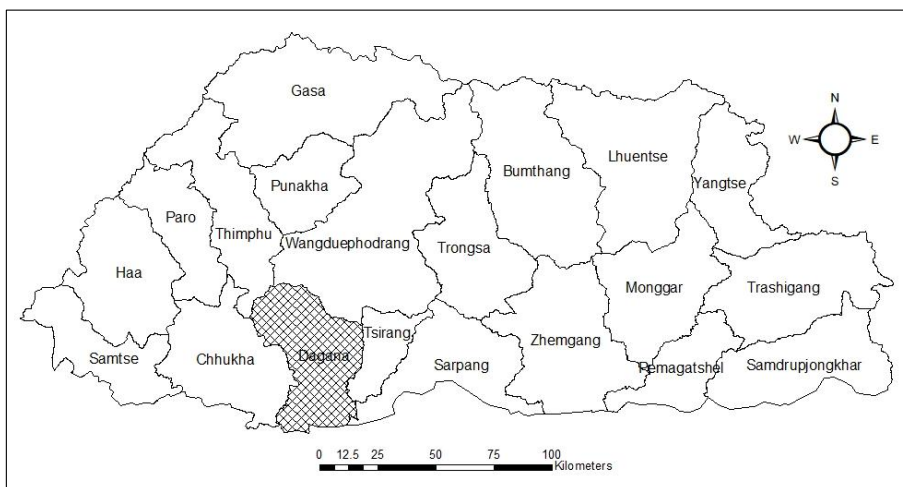 Gasa
N
W E
S
Punakha
Bumthang
Lhuentse
Yangtse
Paro
Thimphu
Wangduephodrang
Trongsa
Haa
Monggar
Trashigang
Samtse
Chhukha
Dagana
Tsirang
Zhemgang
Sarpang
Pemagatshel
Samdrupjongkhar
0 12.5 25 50 75 100
Kilometers